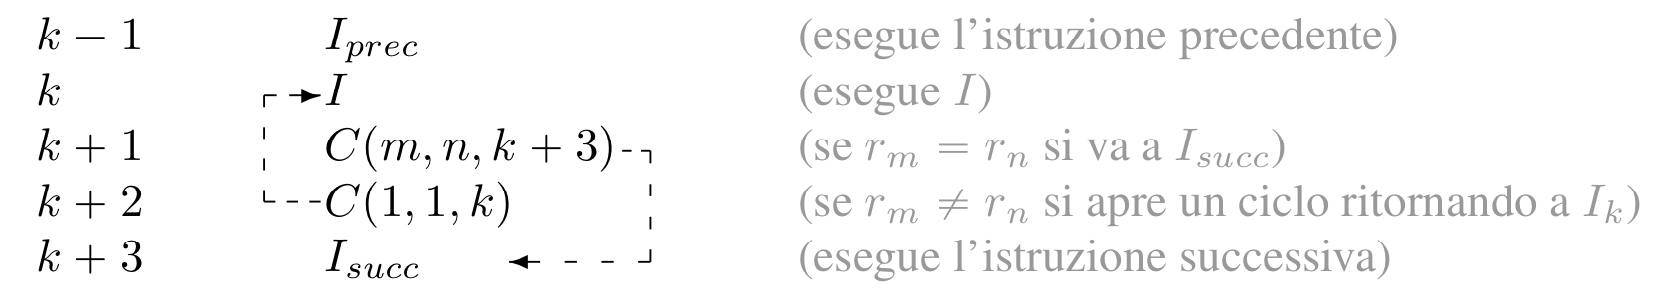 k − 1 I_prec (esegue l’istruzione precedente)
k I (esegue I)
k + 1 C(m, n, k + 3) (se r_m = r_n si va a I_succ)
k + 2 C(1, 1, k) (se r_m ≠ r_n si apre un ciclo ritornando a I_k)
k + 3 I_succ (esegue l’istruzione successiva)